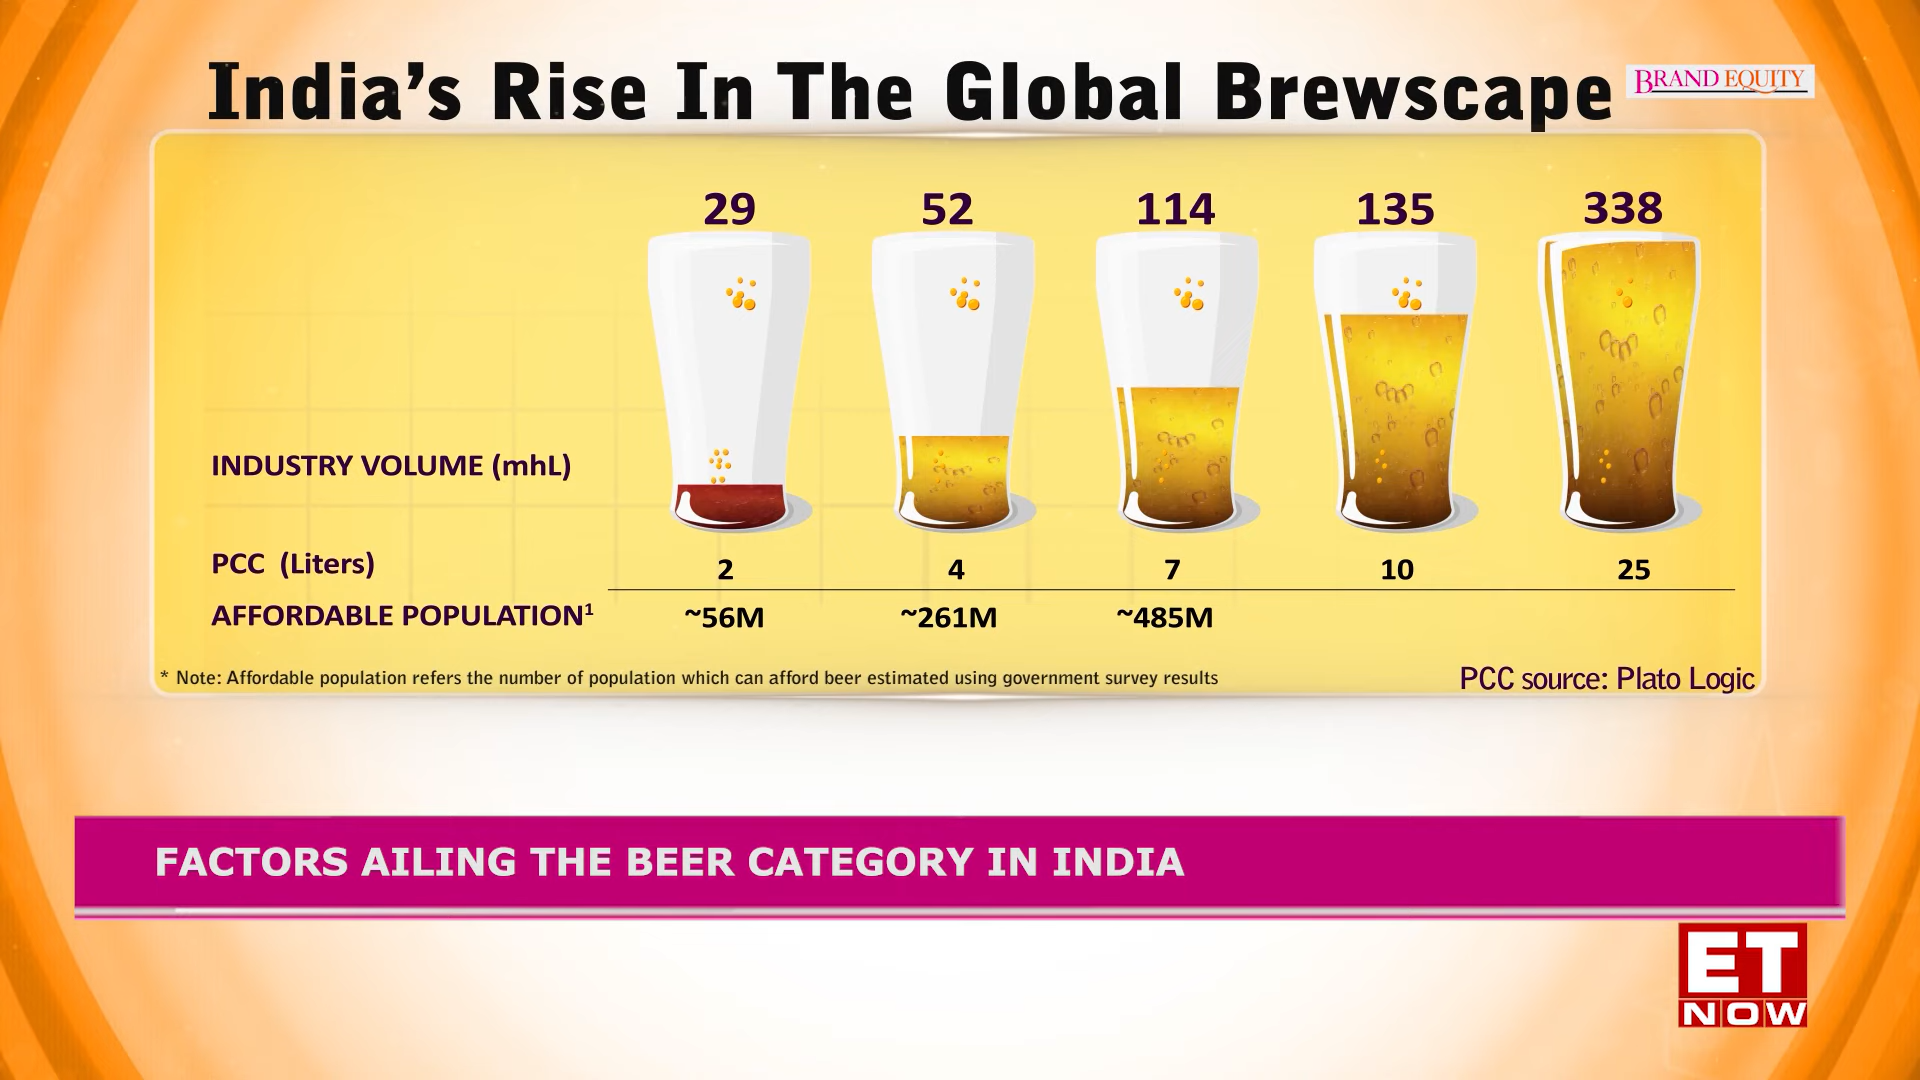 India's Rise In The Global Brewscape
BRAND EQUITY
29 52 114 135 338
INDUSTRY VOLUME (mhL)
PCC (Liters) 2 4 7 10 25
AFFORDABLE POPULATION¹ ~56M ~261M ~485M
* Note: Affordable population refers the number of population which can afford beer estimated using government survey results
PCC source: Plato Logic
FACTORS AILING THE BEER CATEGORY IN INDIA
ET
NOW